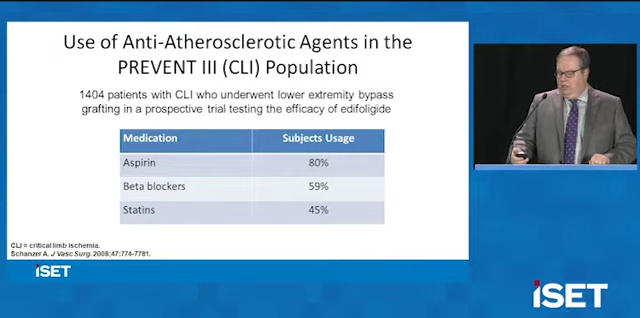 Use of Anti-Atherosclerotic Agents in the
PREVENT III (CLI) Population
1404 patients with CLI who underwent lower extremity bypass
grafting in a prospective trial testing the efficacy of edifoligide
Medication Subjects Usage
Aspirin 80%
Beta blockers 59%
Statins 45%
CLI = critical limb ischemia.
Schanzer A. J Vasc Surg. 2008;47:774-7781.
iSET
iSET